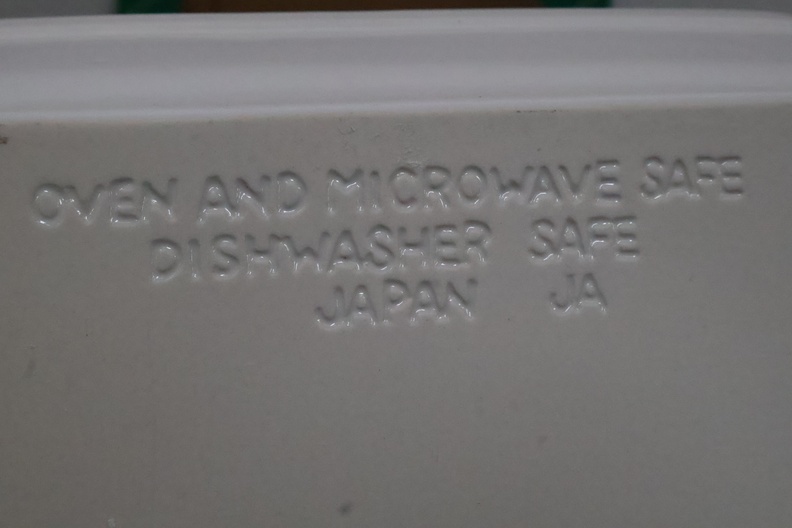 OVEN AND MICROWAVE SAFE
DISHWASHER SAFE
JAPAN JA